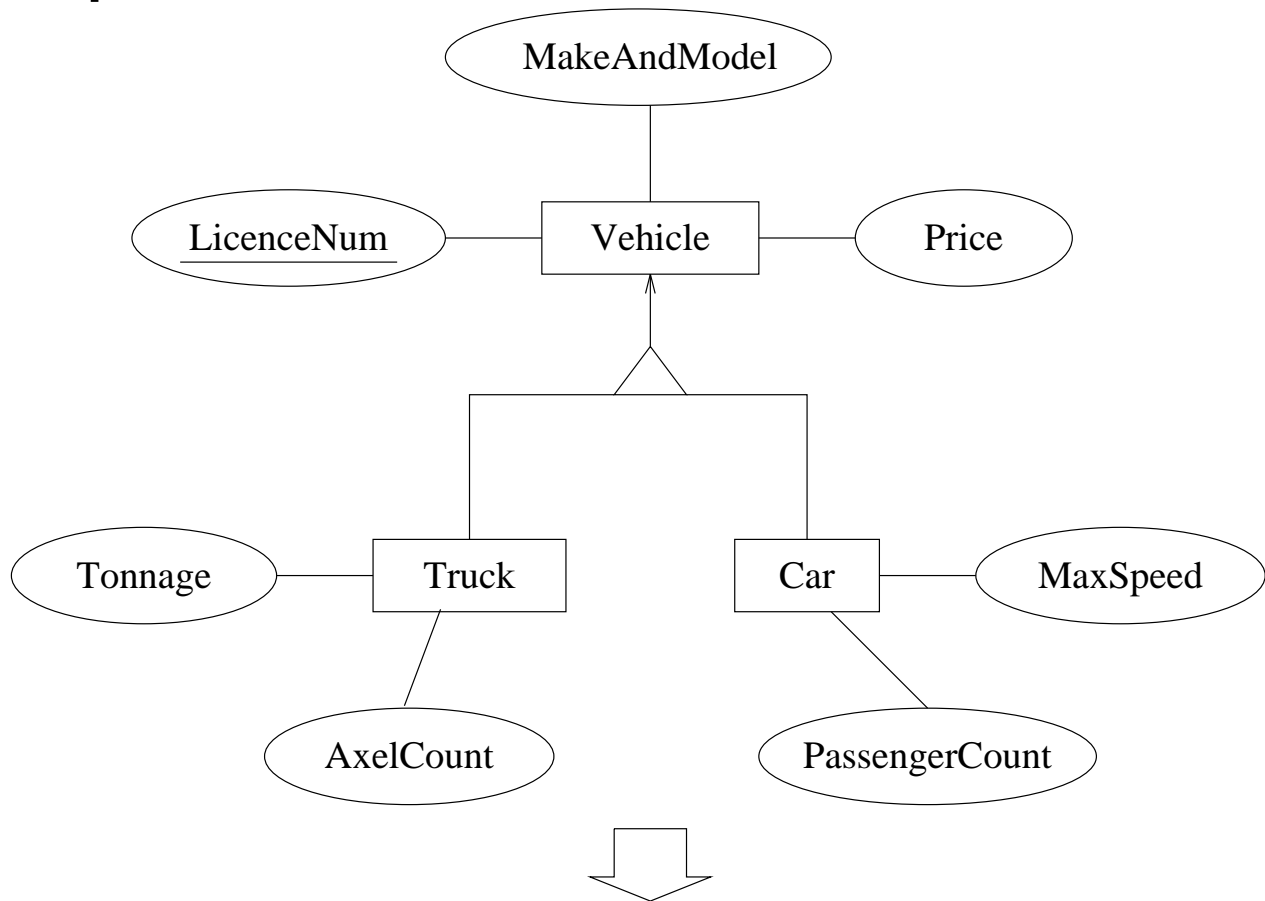 MakeAndModel
LicenceNum
Vehicle
Price
Tonnage
Truck
Car
MaxSpeed
AxelCount
PassengerCount